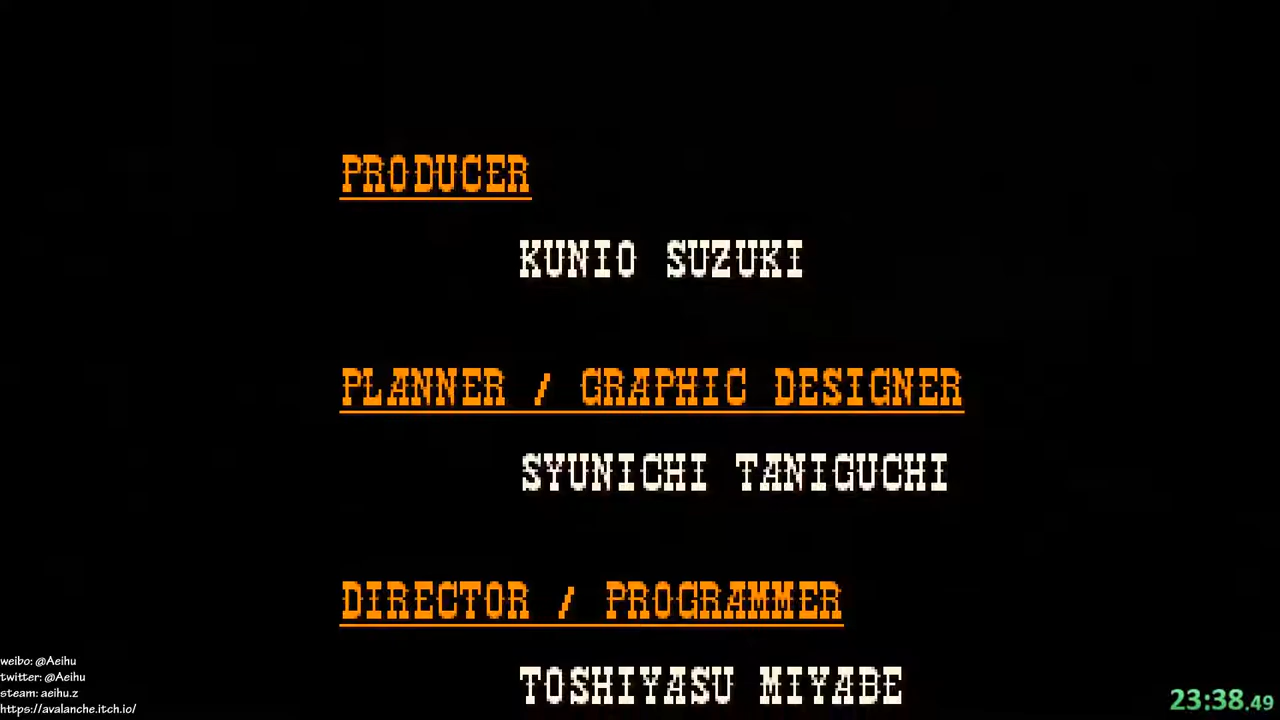 PRODUCER
KUNIO SUZUKI
PLANNER / GRAPHIC DESIGNER
SYUNICHI TANIGUCHI
DIRECTOR / PROGRAMMER
TOSHIYASU MIYABE
weibo: @Aeihu
twitter: @Aeihu
steam: aeihu.z
https://avalanche.itch.io/
23:38.49